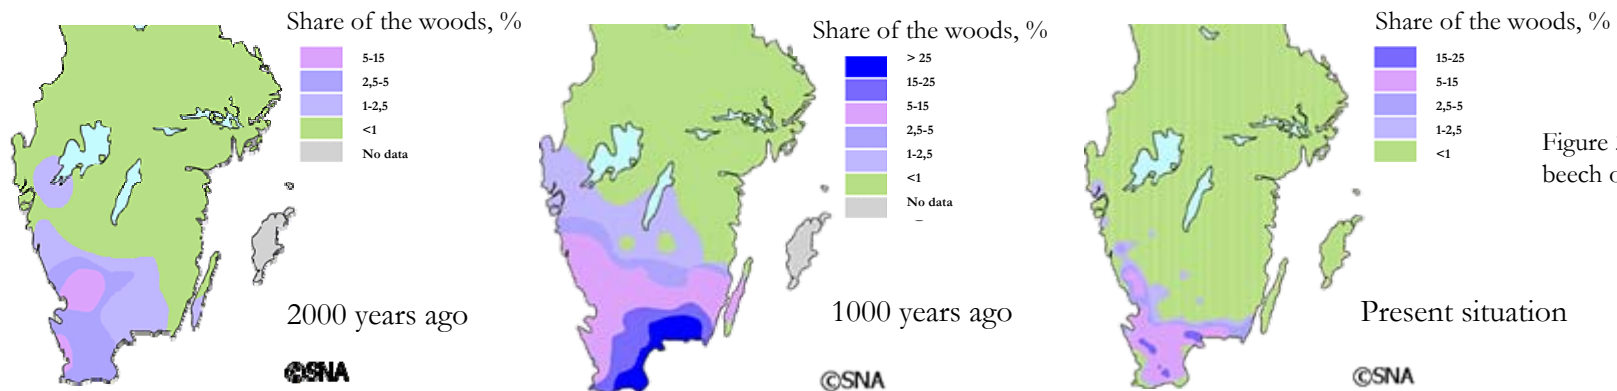 Share of the woods, %
5-15
2,5-5
1-2,5
<1
No data
2000 years ago
©SNA
Share of the woods, %
> 25
15-25
5-15
2,5-5
1-2,5
<1
No data
1000 years ago
©SNA
Share of the woods, %
15-25
5-15
2,5-5
1-2,5
<1
Present situation
©SNA
Figure
beech